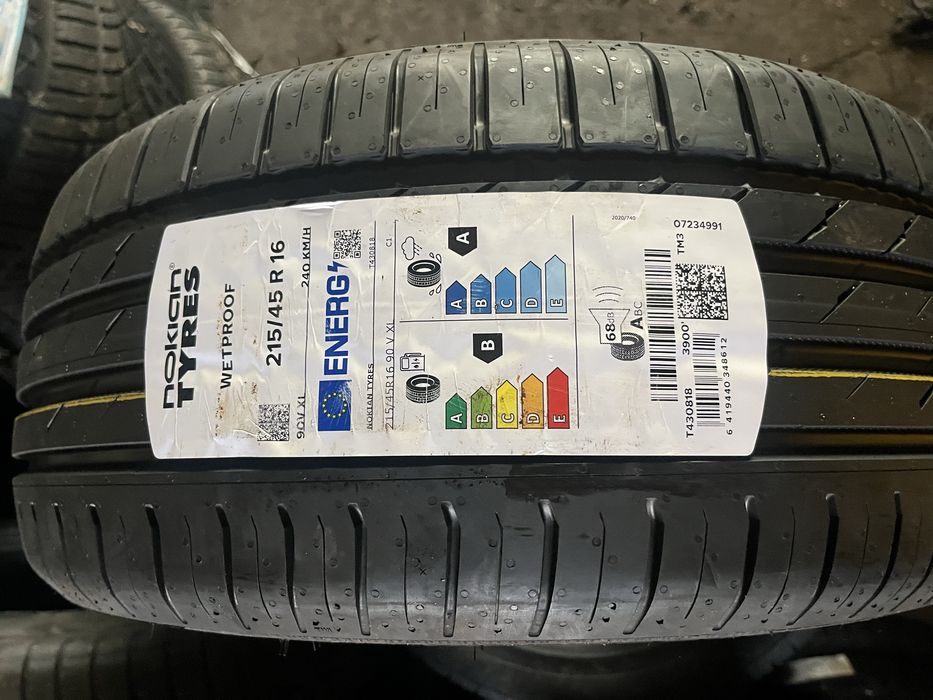 nokian
TYRES
WETPROOF
215/45 R 16
90V XL
240 KM/H
ENERG
T430818
NOKIAN TYRES
215/45R16 90 V XL
C1
A
A
B
C
D
E
B
A
B
C
D
E
2020/740
68dB
ABC
07234991
TM3
3900'
T430818
6 419440 348612